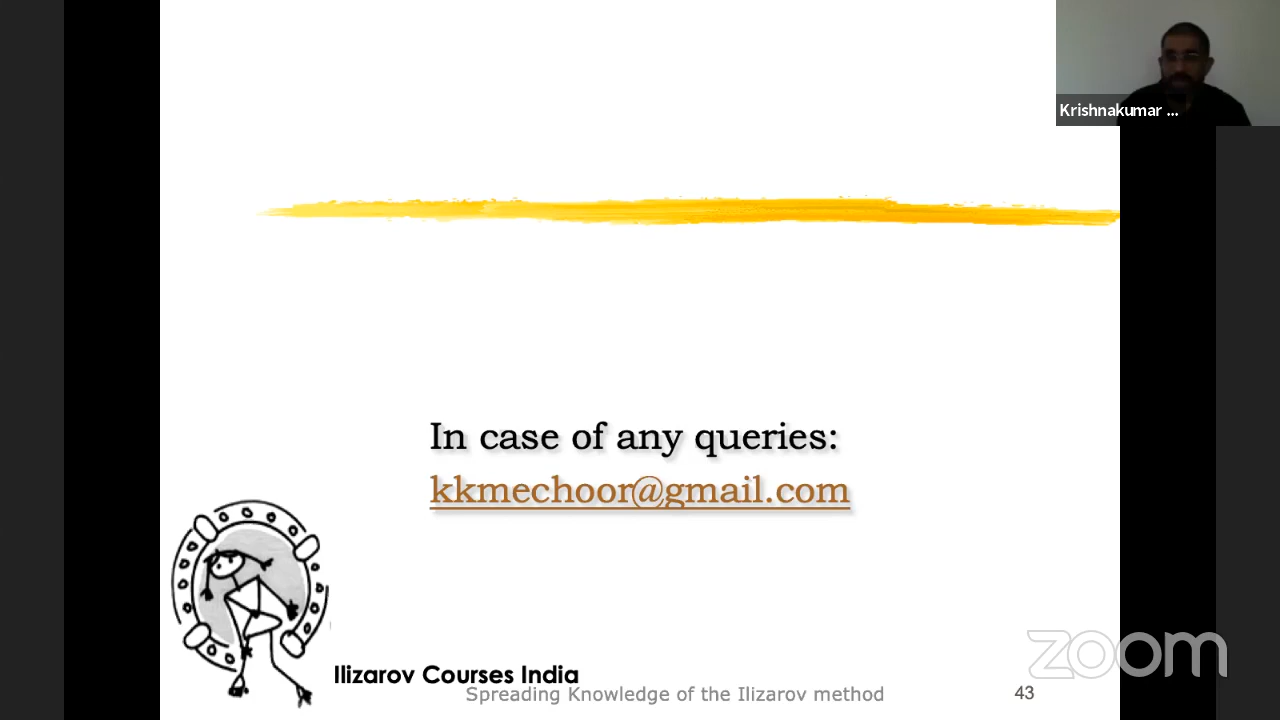 Krishnakumar ...
In case of any queries:
kkmechoor@gmail.com
Ilizarov Courses India
Spreading Knowledge of the Ilizarov method
43
zoom